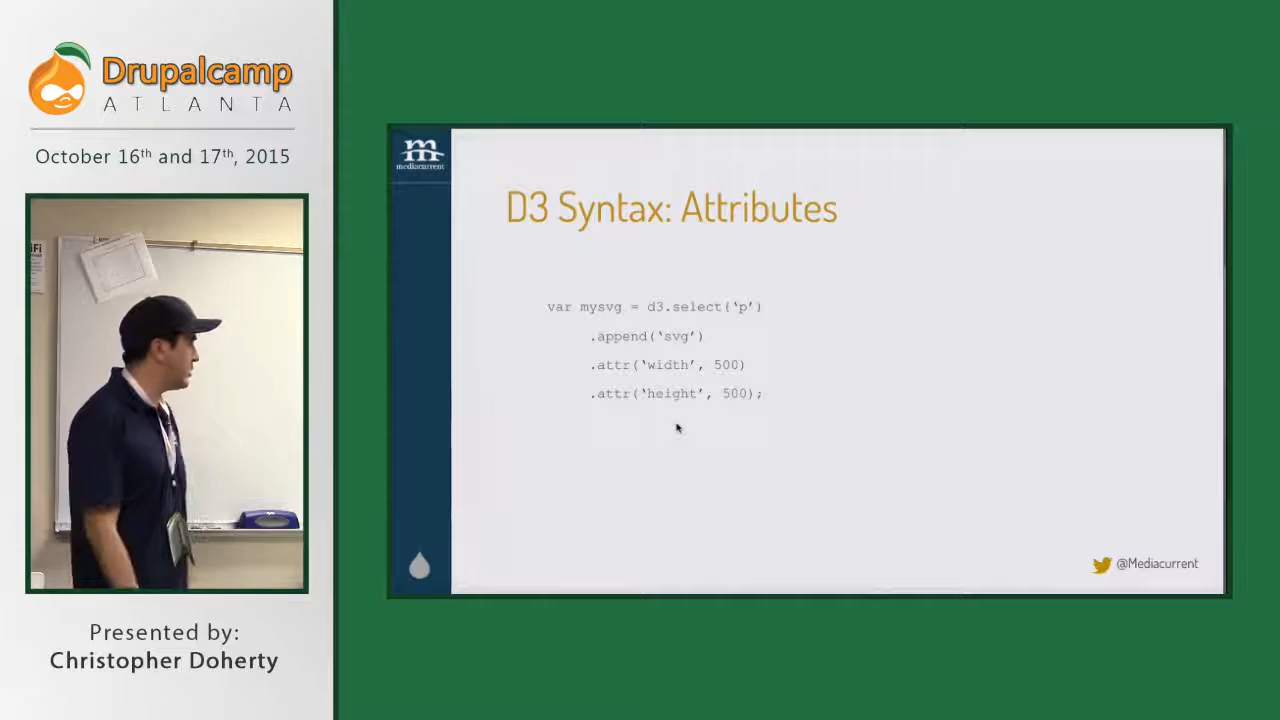 Drupalcamp
ATLANTA
October 16th and 17th, 2015
iFi
Presented by:
Christopher Doherty
m
mediacurrent
D3 Syntax: Attributes
var mysvg = d3.select(‘p’)
.append(‘svg’)
.attr(‘width’, 500)
.attr(‘height’, 500);
@Mediacurrent